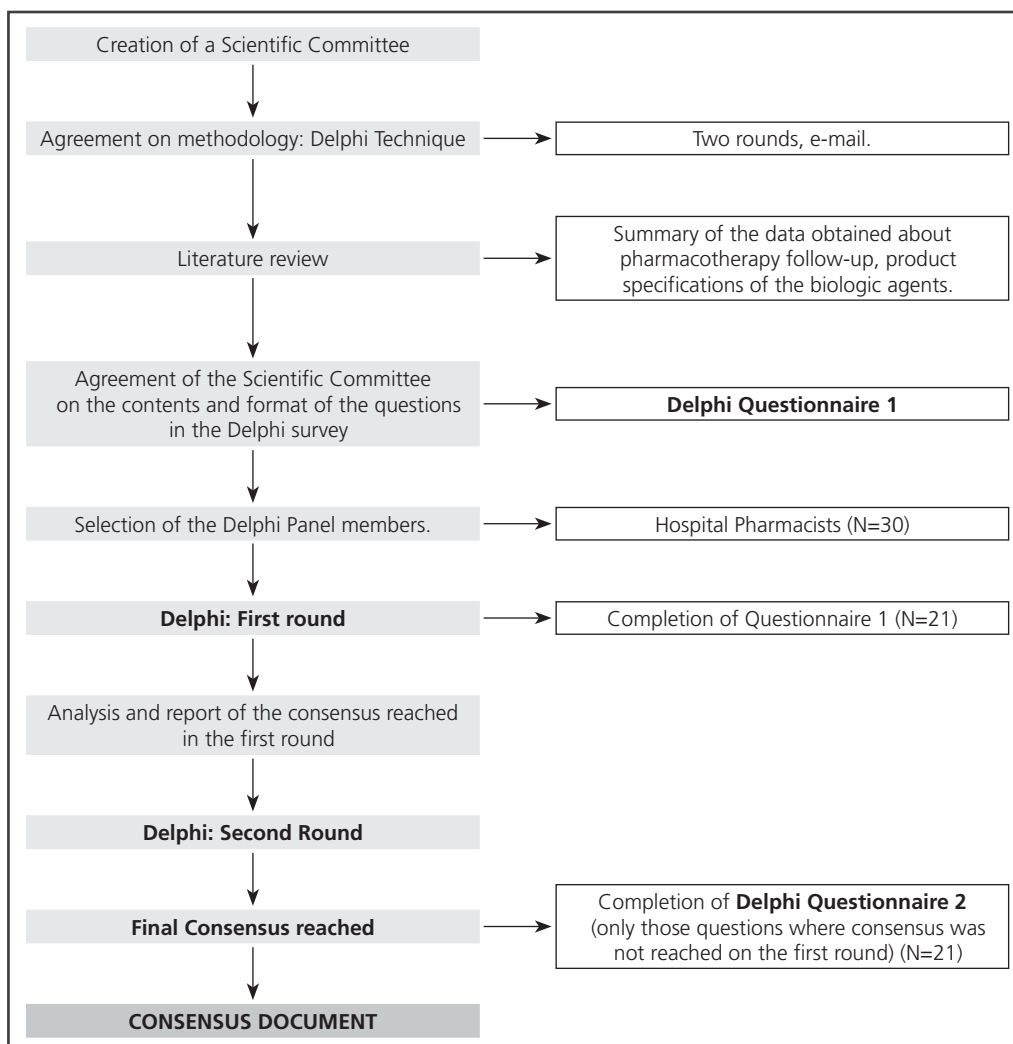 Creation of a Scientific Committee
Agreement on methodology: Delphi Technique
Two rounds, e-mail.
Literature review
Summary of the data obtained about
pharmacotherapy follow-up, product
specifications of the biologic agents.
Agreement of the Scientific Committee
on the contents and format of the questions
in the Delphi survey
Delphi Questionnaire 1
Selection of the Delphi Panel members.
Hospital Pharmacists (N=30)
Delphi: First round
Completion of Questionnaire 1 (N=21)
Analysis and report of the consensus reached
in the first round
Delphi: Second Round
Final Consensus reached
Completion of Delphi Questionnaire 2
(only those questions where consensus was
not reached on the first round) (N=21)
CONSENSUS DOCUMENT